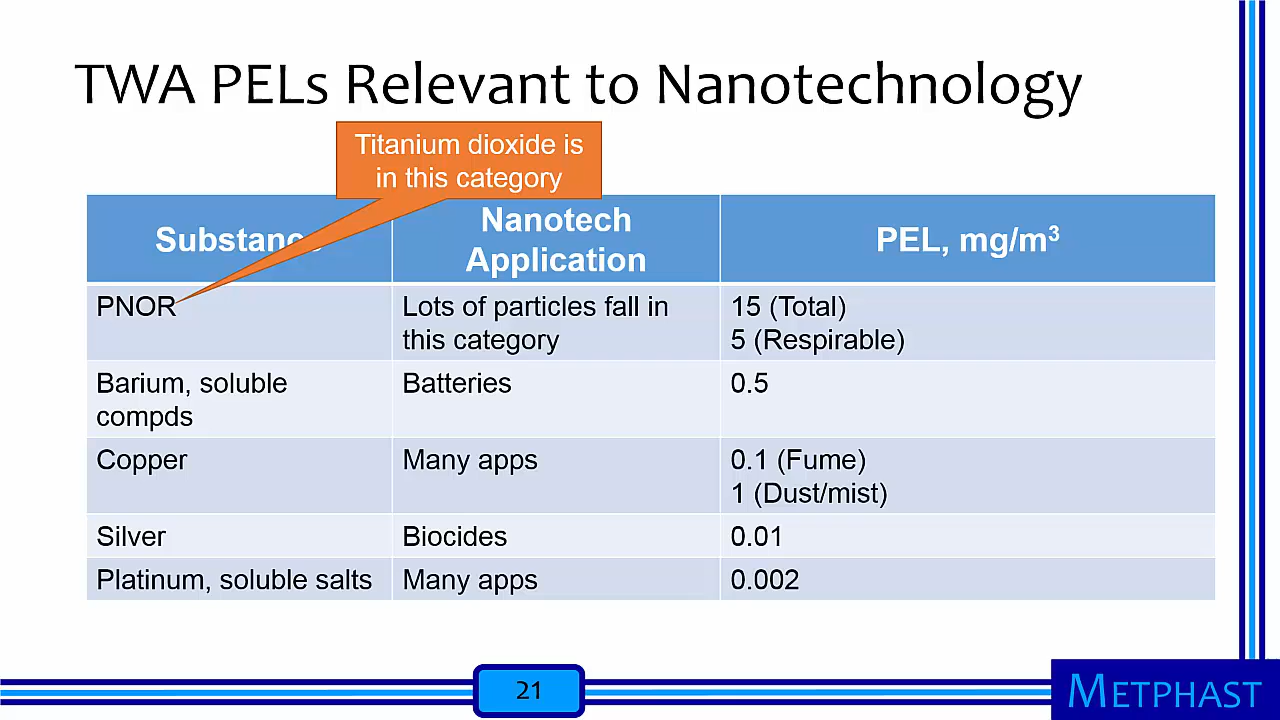 TWA PELs Relevant to Nanotechnology
Titanium dioxide is
in this category
Substanc
Nanotech
Application
PEL, mg/m³
PNOR
Lots of particles fall in
this category
15 (Total)
5 (Respirable)
Barium, soluble
compds
Batteries
0.5
Copper
Many apps
0.1 (Fume)
1 (Dust/mist)
Silver
Biocides
0.01
Platinum, soluble salts
Many apps
0.002
21
METPHAST